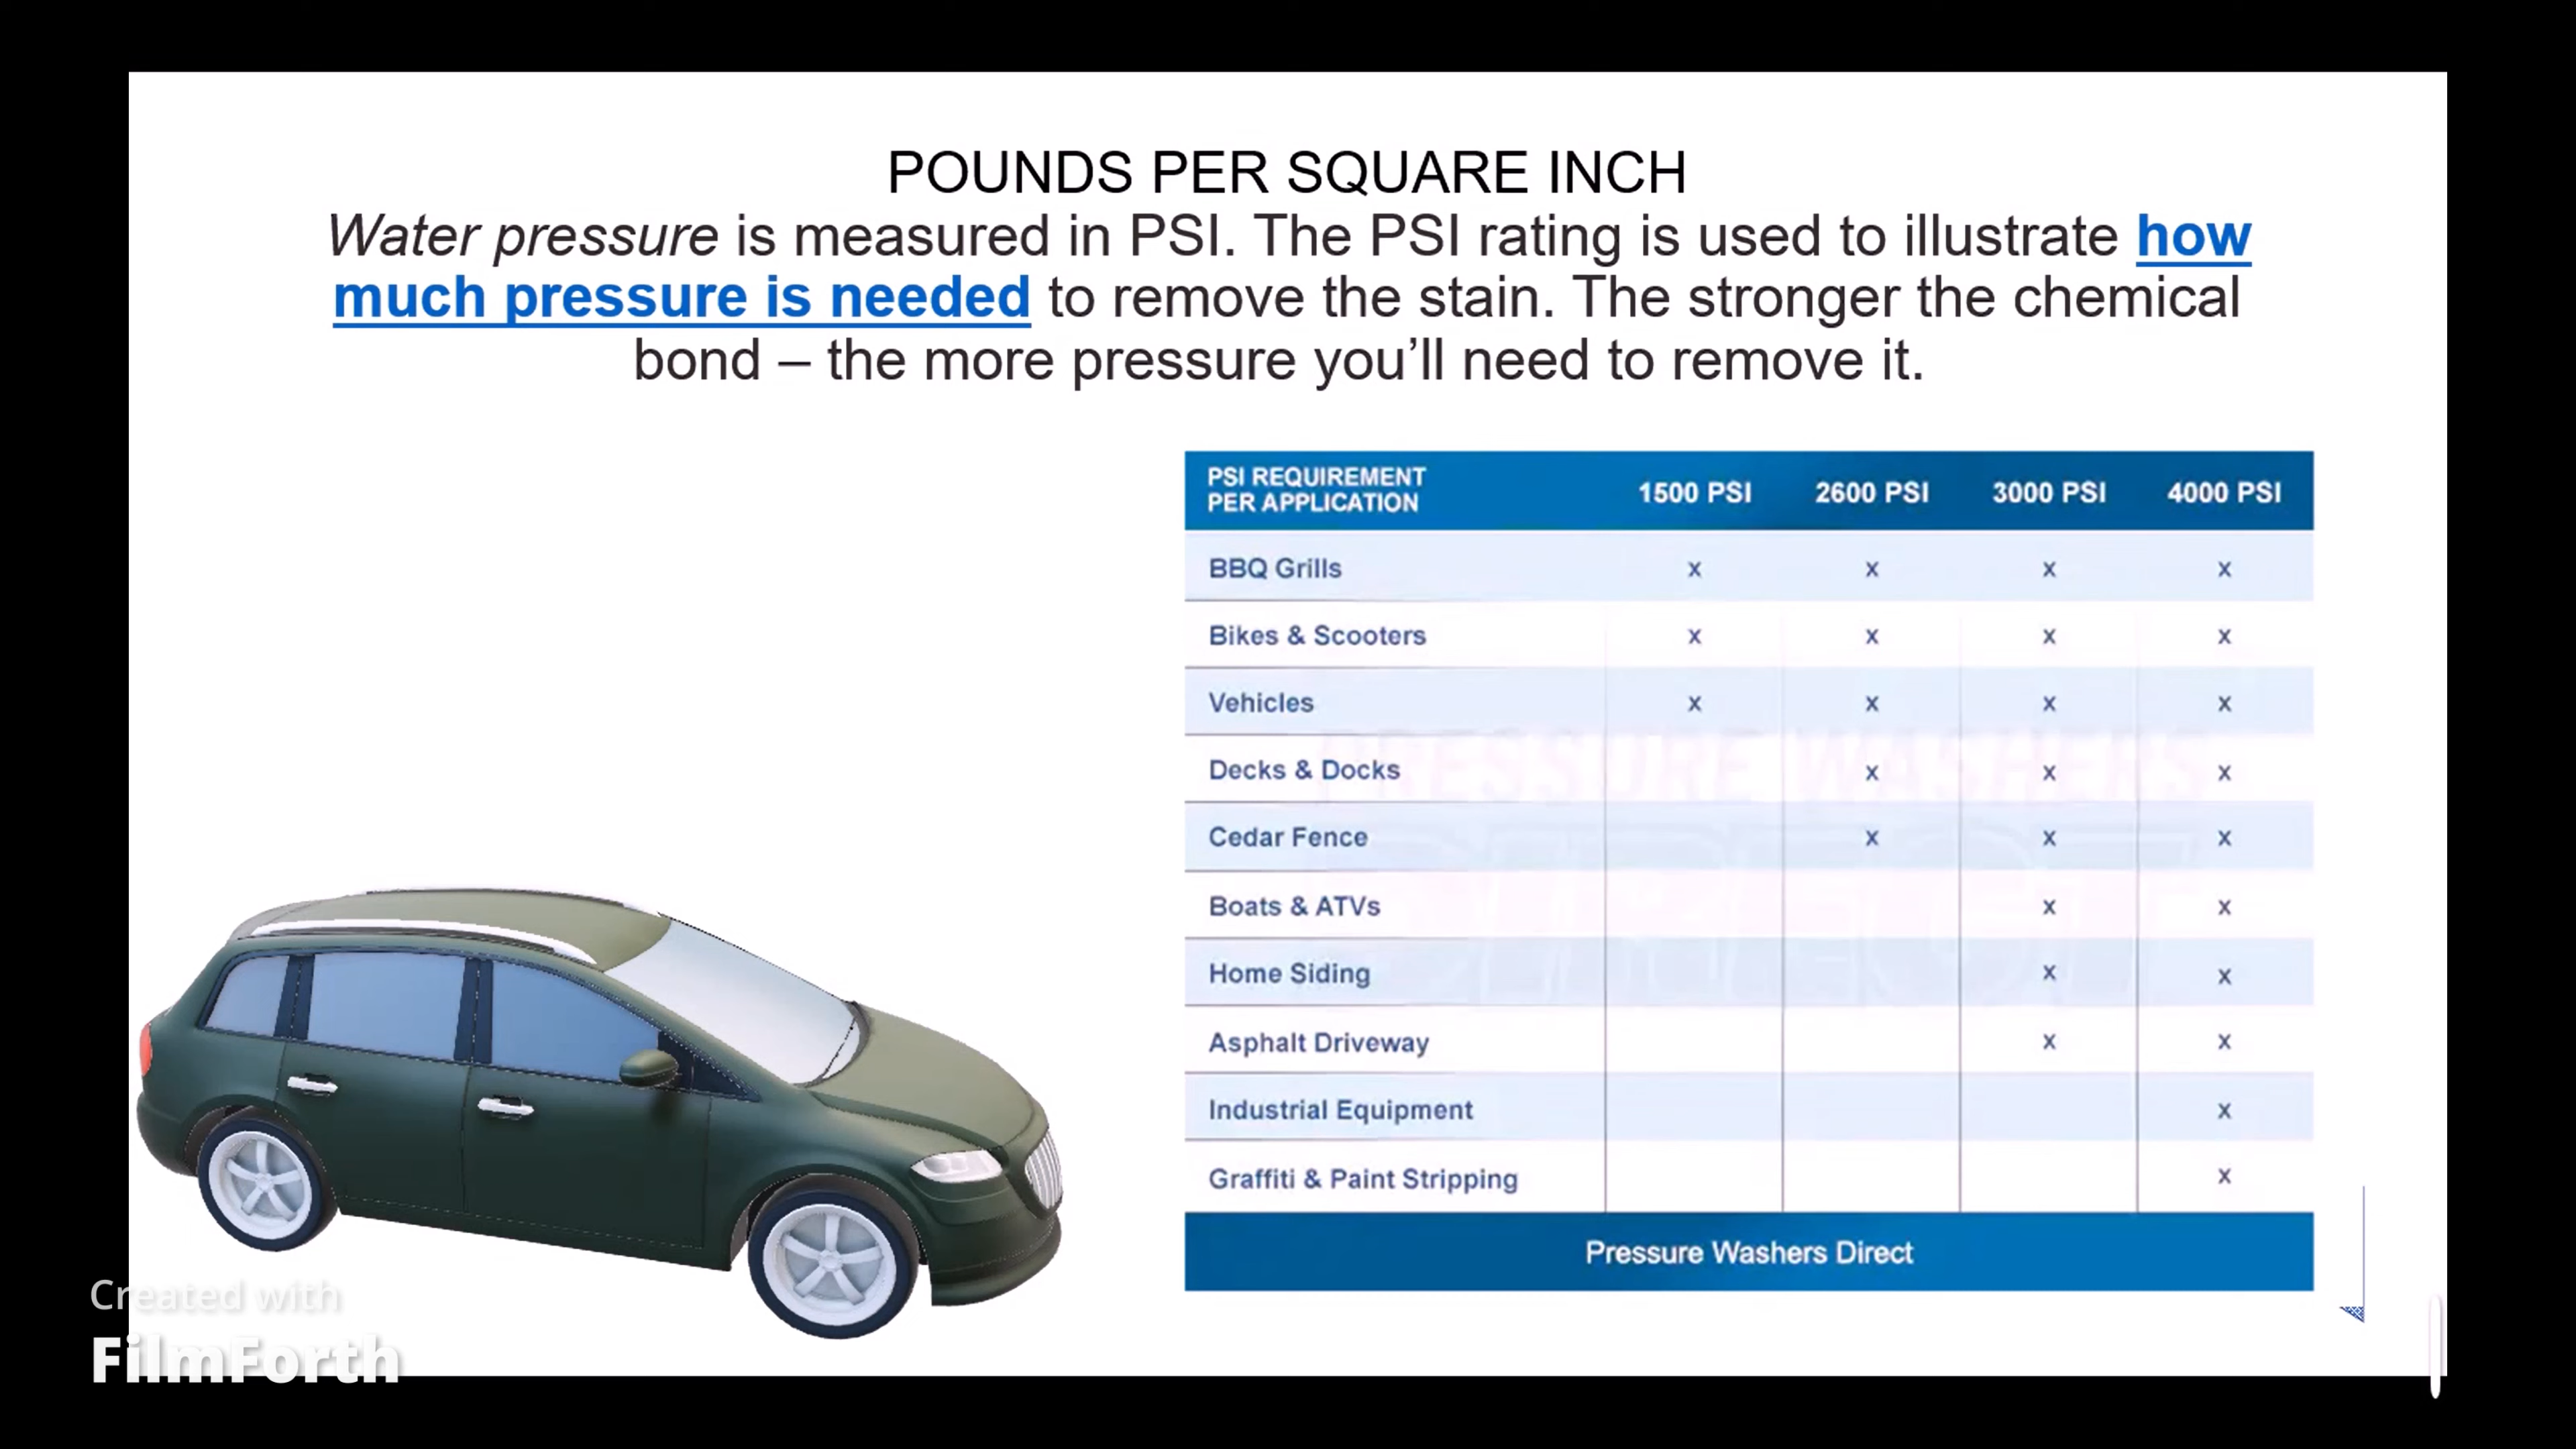 POUNDS PER SQUARE INCH
Water pressure is measured in PSI. The PSI rating is used to illustrate how
much pressure is needed to remove the stain. The stronger the chemical
bond – the more pressure you'll need to remove it.
PSI REQUIREMENT
PER APPLICATION 1500 PSI 2600 PSI 3000 PSI 4000 PSI
BBQ Grills x x x x
Bikes & Scooters x x x x
Vehicles x x x x
Decks & Docks x x x
Cedar Fence x x x
Boats & ATVs x x
Home Siding x x
Asphalt Driveway x x
Industrial Equipment x
Graffiti & Paint Stripping x
PRESSURE WASHERS
Pressure Washers Direct
Created with
FilmForth